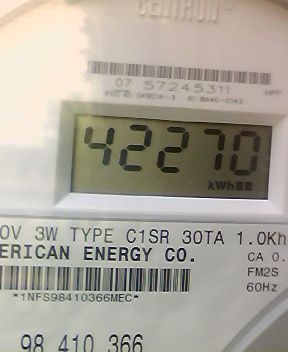 CENTRON®
07 57245311
42270
kWh
0V 3W TYPE C1SR 30TA 1.0Kh
ERICAN ENERGY CO.
CA 0.
FM2S
*1NFS98410366MEC*
60Hz
98 410 366